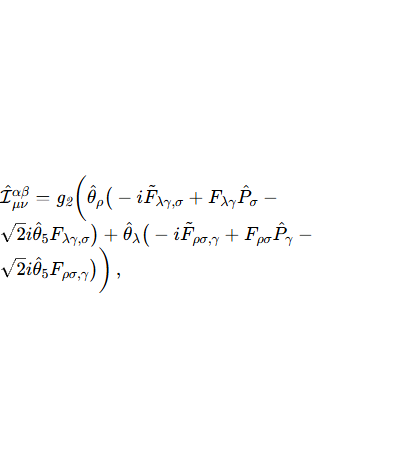 \hat{\mathcal{I}}^{\alpha\beta}_{\mu\nu} = g_2 \Bigg( \hat{\theta}_\rho \big( - i\tilde{F}_{\lambda\gamma,\sigma} + F_{\lambda\gamma} \hat{P}_\sigma -
\sqrt{2} i \hat{\theta}_5 F_{\lambda\gamma,\sigma} \big) + \hat{\theta}_\lambda \big( - i\tilde{F}_{\rho\sigma,\gamma} + F_{\rho\sigma} \hat{P}_\gamma -
\sqrt{2} i \hat{\theta}_5 F_{\rho\sigma,\gamma} \big) \Bigg) ,